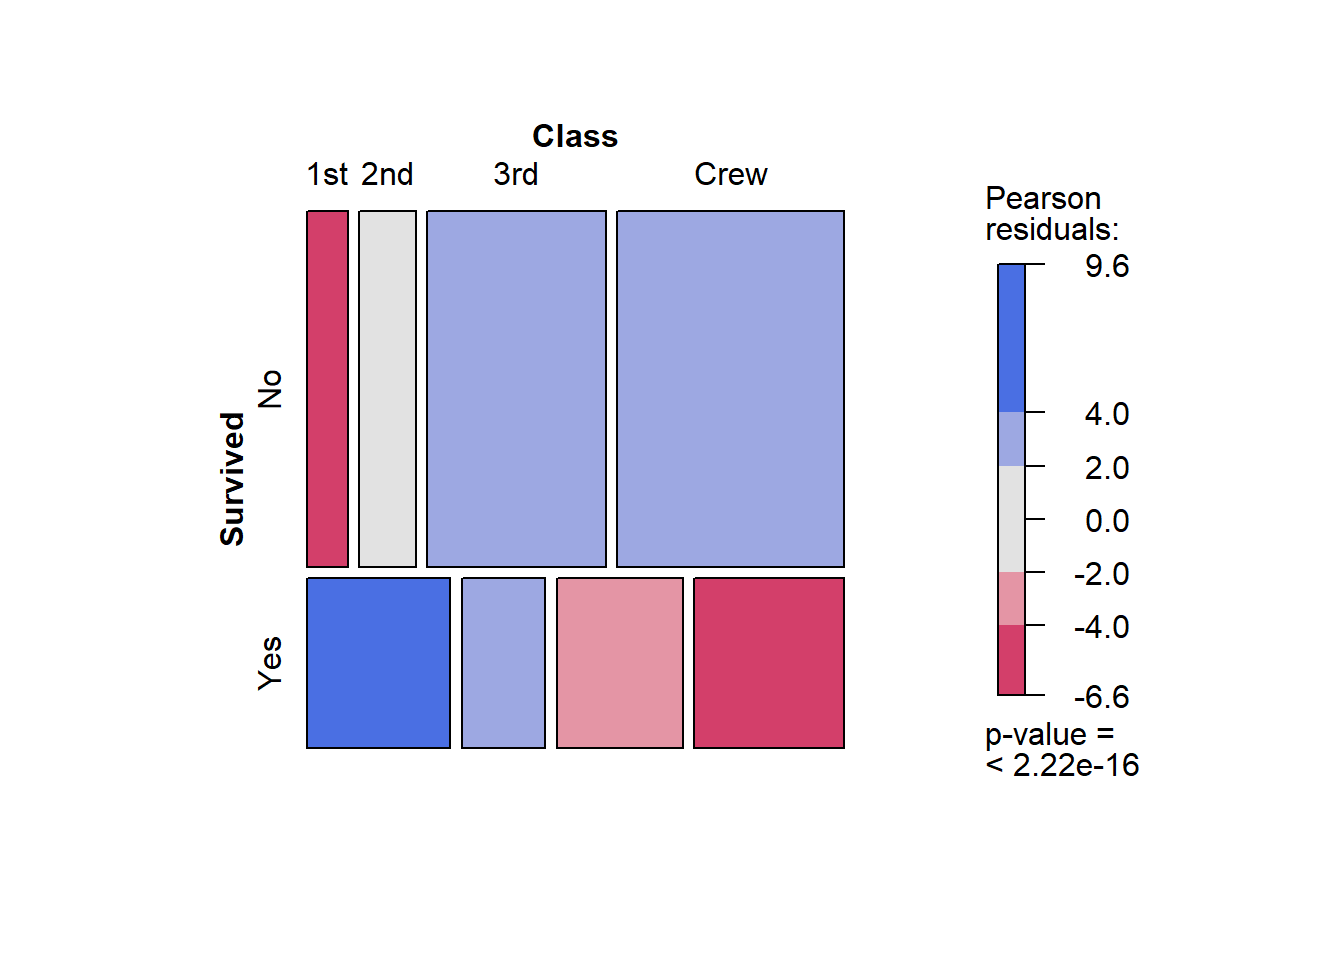 Class
1st 2nd 3rd Crew
Survived
No
Yes
Pearson
residuals:
9.6
4.0
2.0
0.0
-2.0
-4.0
-6.6
p-value =
< 2.22e-16